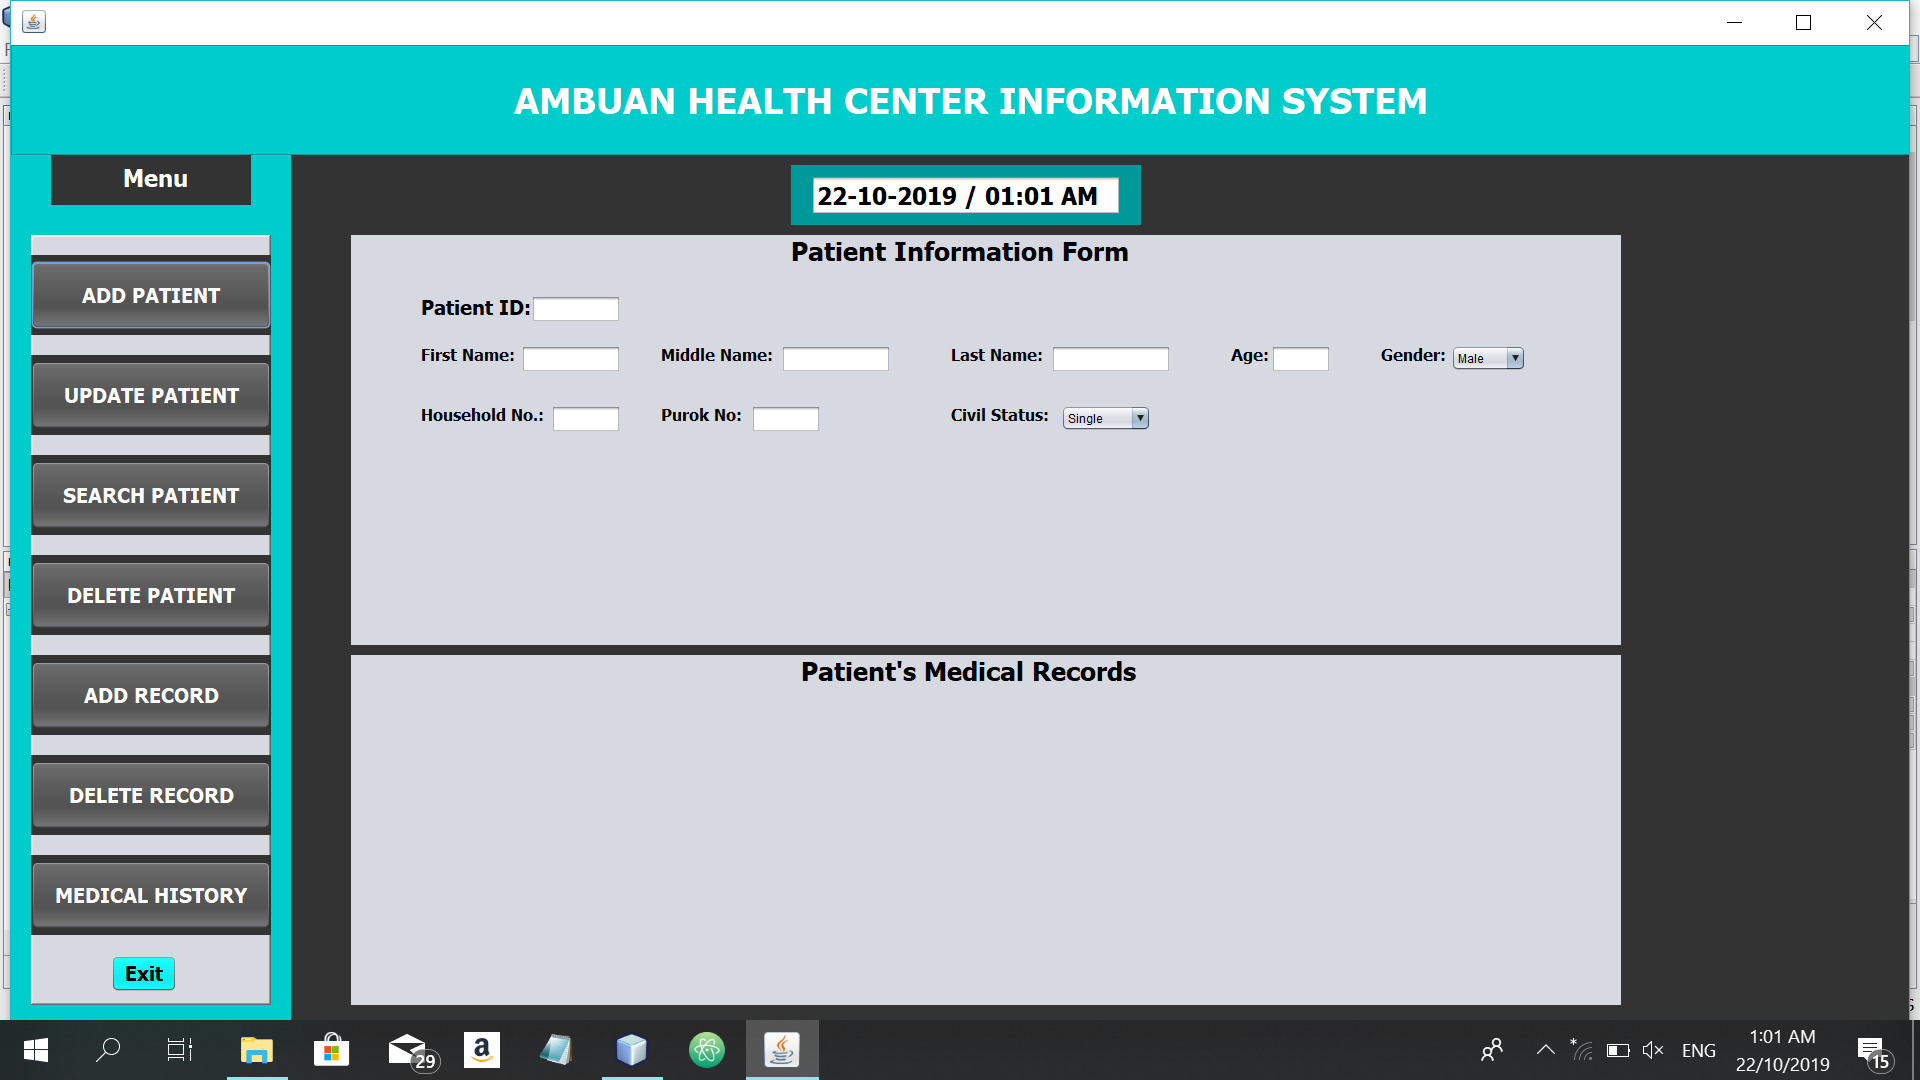 AMBUAN HEALTH CENTER INFORMATION SYSTEM
Menu
22-10-2019 / 01:01 AM
Patient Information Form
ADD PATIENT
Patient ID:
First Name: Middle Name: Last Name: Age: Gender: Male
UPDATE PATIENT
Household No.: Purok No: Civil Status: Single
SEARCH PATIENT
DELETE PATIENT
Patient's Medical Records
ADD RECORD
DELETE RECORD
MEDICAL HISTORY
Exit
29
a
ENG
1:01 AM
22/10/2019
15